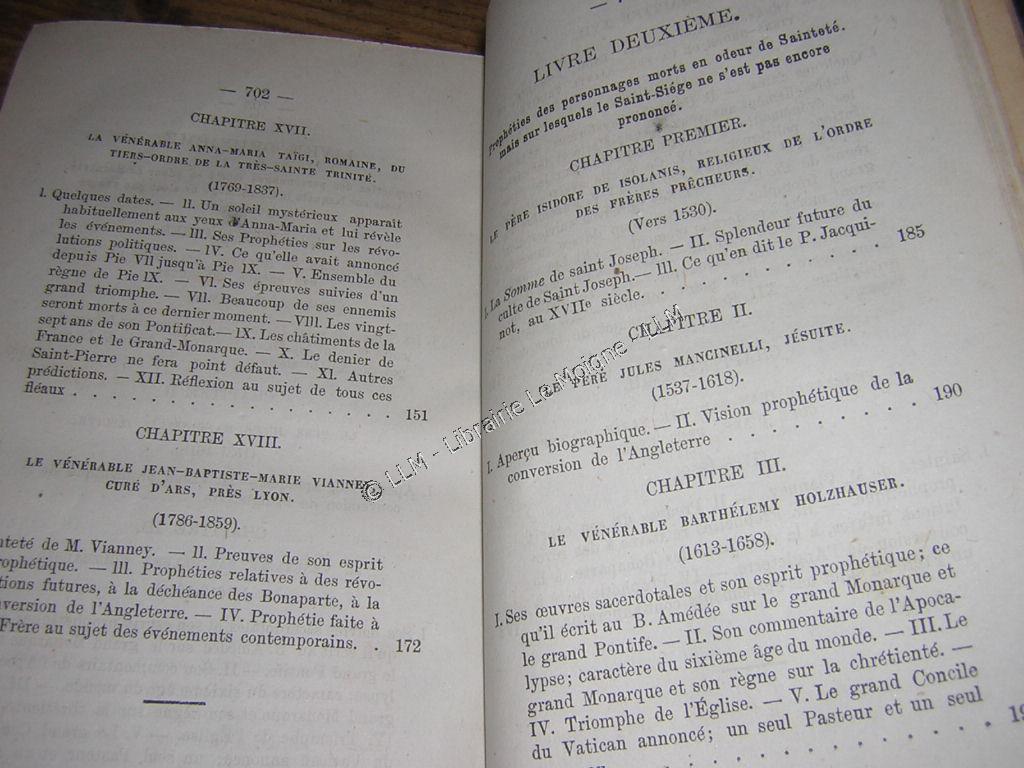 — 702 —
CHAPITRE XVII.
LA VÉNÉRABLE ANNA-MARIA TAÏGI, ROMAINE, DU
TIERS-ORDRE DE LA TRÈS-SAINTE TRINITÉ.
(1769-1837).
I. Quelques dates. — II. Un soleil mystérieux apparaît
habituellement aux yeux d'Anna-Maria et lui révèle
les événements. — III. Ses Prophéties sur les révo-
lutions politiques. — IV. Ce qu'elle avait annoncé
depuis Pie VII jusqu'à Pie IX. — V. Ensemble du
règne de Pie IX. — VI. Ses épreuves suivies d'un
grand triomphe. — VII. Beaucoup de ses ennemis
seront morts à ce dernier moment. — VIII. Les vingt-
sept ans de son Pontificat.— IX. Les châtiments de la
France et le Grand-Monarque. — X. Le denier de
Saint-Pierre ne fera point défaut. — XI. Autres
prédictions. — XII. Réflexion au sujet de tous ces
fléaux . . . . . . . . . . . . . . . 151
CHAPITRE XVIII.
LE VÉNÉRABLE JEAN-BAPTISTE-MARIE VIANNEY,
CURÉ D'ARS, PRÈS LYON.
(1786-1859).
nteté de M. Vianney. — II. Preuves de son esprit
ophétique. — III. Prophéties relatives à des révo-
tions futures, à la déchéance des Bonaparte, à la
version de l'Angleterre. — IV. Prophétie faite à
Frère au sujet des événements contemporains. . 172
LIVRE DEUXIÈME.
Prophéties des personnages morts en odeur de Sainteté.
mais sur lesquels le Saint-Siége ne s'est pas encore
prononcé.
CHAPITRE PREMIER.
LE PÈRE ISIDORE DE ISOLANIS, RELIGIEUX DE L'ORDRE
DES FRÈRES PRÊCHEURS.
(Vers 1530).
I. La Somme de saint Joseph. — II. Splendeur future du
culte de Saint Joseph.— III. Ce qu'en dit le P. Jacqui-
not, au XVIIe siècle. . . . . . . . . . 185
CHAPITRE II.
LE PÈRE JULES MANCINELLI, JÉSUITE.
(1537-1618).
I. Aperçu biographique. — II. Vision prophétique de la
conversion de l'Angleterre . . . . . . . . . 190
CHAPITRE III.
LE VÉNÉRABLE BARTHÉLEMY HOLZHAUSER.
(1613-1658).
I. Ses œuvres sacerdotales et son esprit prophétique; ce
qu'il écrit au B. Amédée sur le grand Monarque et
le grand Pontife. — II. Son commentaire de l'Apoca-
lypse; caractère du sixième âge du monde. — III. Le
grand Monarque et son règne sur la chrétienté. —
IV. Triomphe de l'Église. — V. Le grand Concile
du Vatican annoncé; un seul Pasteur et un seul
© LLM - Librairie Le Moigne - LLM